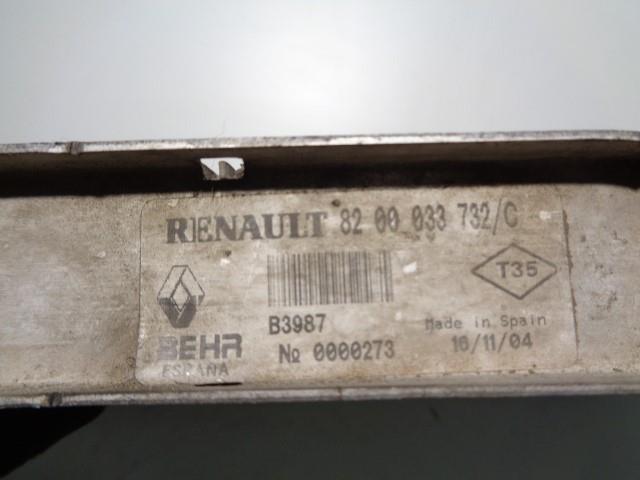 RENAULT 82 00 033 732/C
T35
B3987
Made in Spain
BEHR
ESPAÑA
№ 0000273
16/11/04